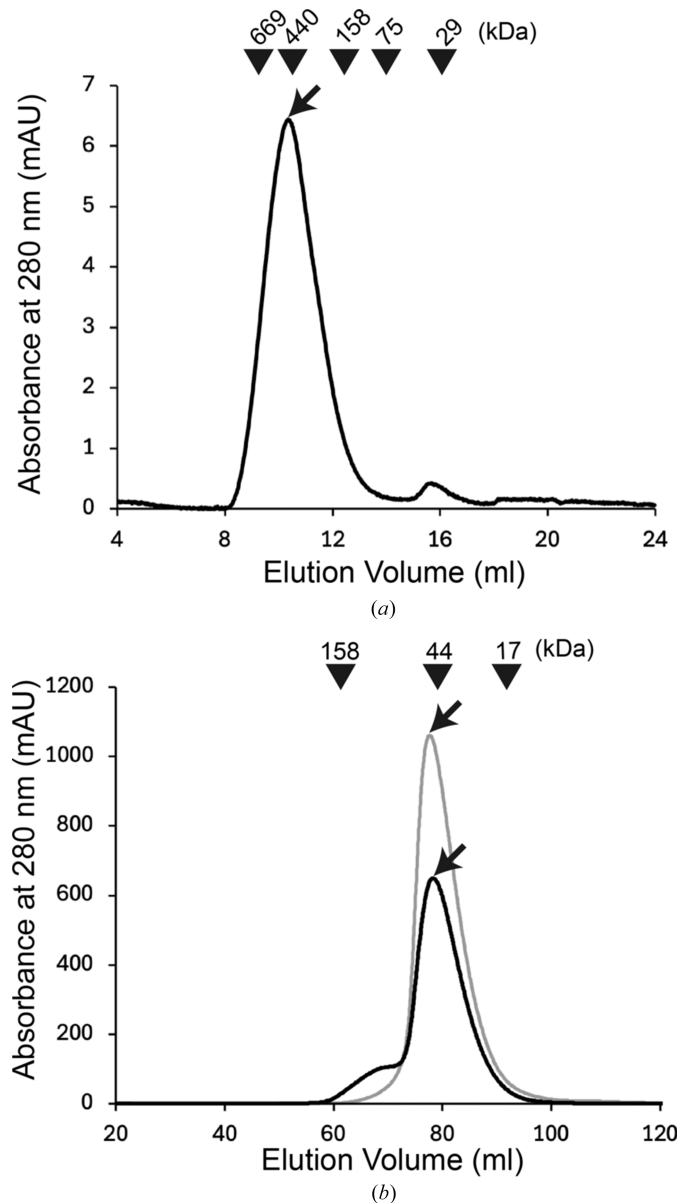 669 440 158 75 29 (kDa)
7
6
5
4
3
2
1
0
Absorbance at 280 nm (mAU)
4 8 12 16 20 24
Elution Volume (ml)
(a)
158 44 17 (kDa)
1200
1000
800
600
400
200
0
Absorbance at 280 nm (mAU)
20 40 60 80 100 120
Elution Volume (ml)
(b)